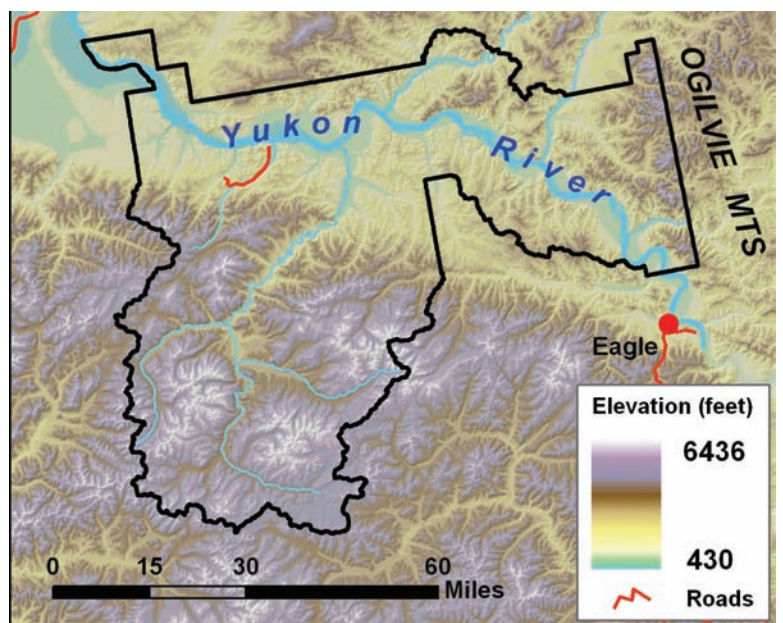 Yukon River
OGILVIE MTS
Eagle
Elevation (feet)
6436
430
Roads
0 15 30 60
Miles